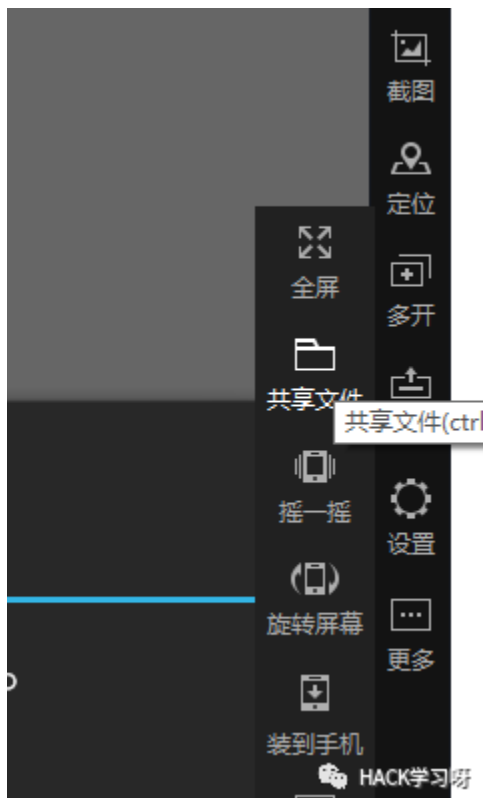 截图
定位
全屏
多开
共享文件
共享文件(ctrl
摇一摇
设置
旋转屏幕
更多
装到手机
HACK学习呀